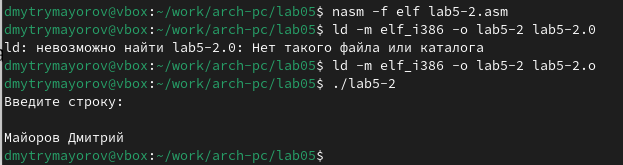 dmytrymayorov@vbox:~/work/arch-pc/lab05$ nasm -f elf lab5-2.asm
dmytrymayorov@vbox:~/work/arch-pc/lab05$ ld -m elf_i386 -o lab5-2 lab5-2.0
ld: невозможно найти lab5-2.0: Нет такого файла или каталога
dmytrymayorov@vbox:~/work/arch-pc/lab05$ ld -m elf_i386 -o lab5-2 lab5-2.o
dmytrymayorov@vbox:~/work/arch-pc/lab05$ ./lab5-2
Введите строку:
Майоров Дмитрий
dmytrymayorov@vbox:~/work/arch-pc/lab05$